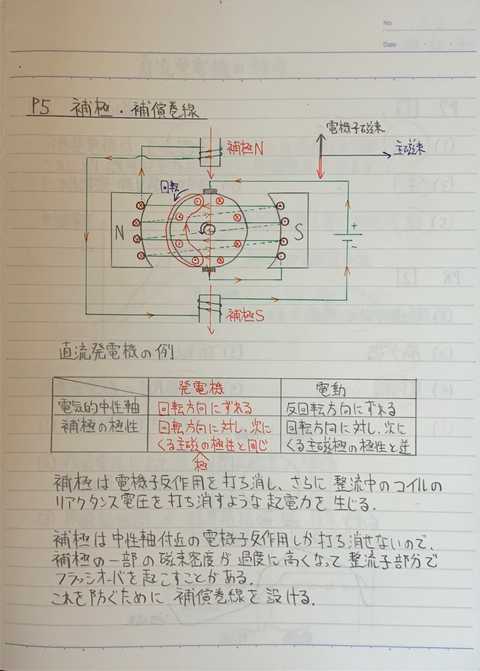 No.
Date
P5 補極・補償巻線
電機子磁束
補極N
主磁束
回転
N
S
+
-
補極S
直流発電機の例
発電機 電動
電気的中性軸 回転方向にずれる 反回転方向にずれる
補極の極性 回転方向に対し、次に 回転方向に対し、次に
くる主磁の極性と同じ くる主磁極の極性と逆
極
補極は電機子反作用を打ち消し、さらに整流中のコイルの
リアクタンス電圧を打ち消すような起電力を生じる.
補極は中性軸付近の電機子反作用しか打ち消せないので、
補極の一部の磁束密度が過度に高くなって整流子部分で
フラッシオーバを起こすことがある.
これを防ぐために補償巻線を設ける.